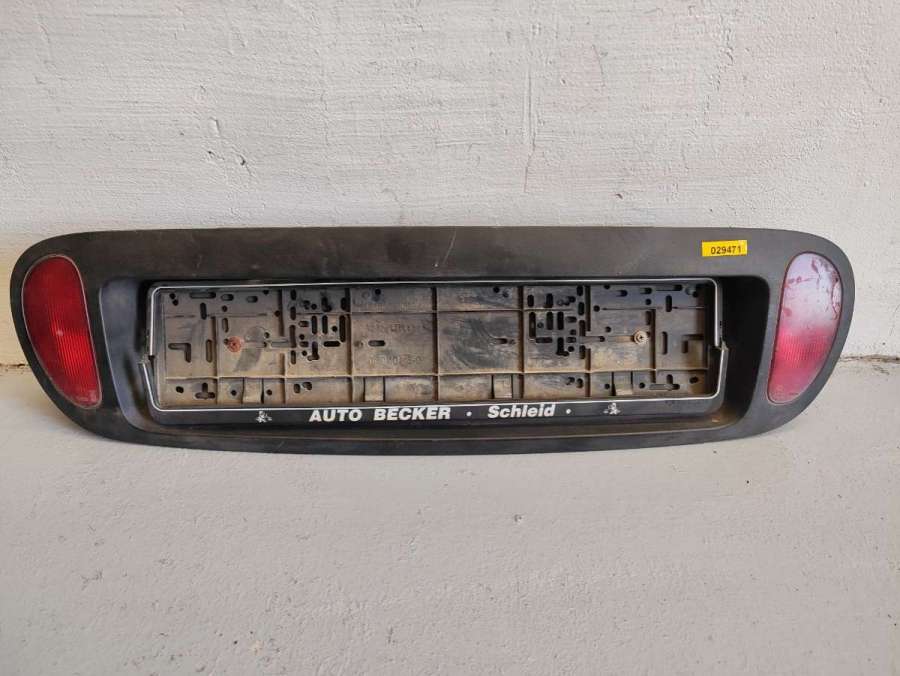 029471
AUTO BECKER · Schleid ·